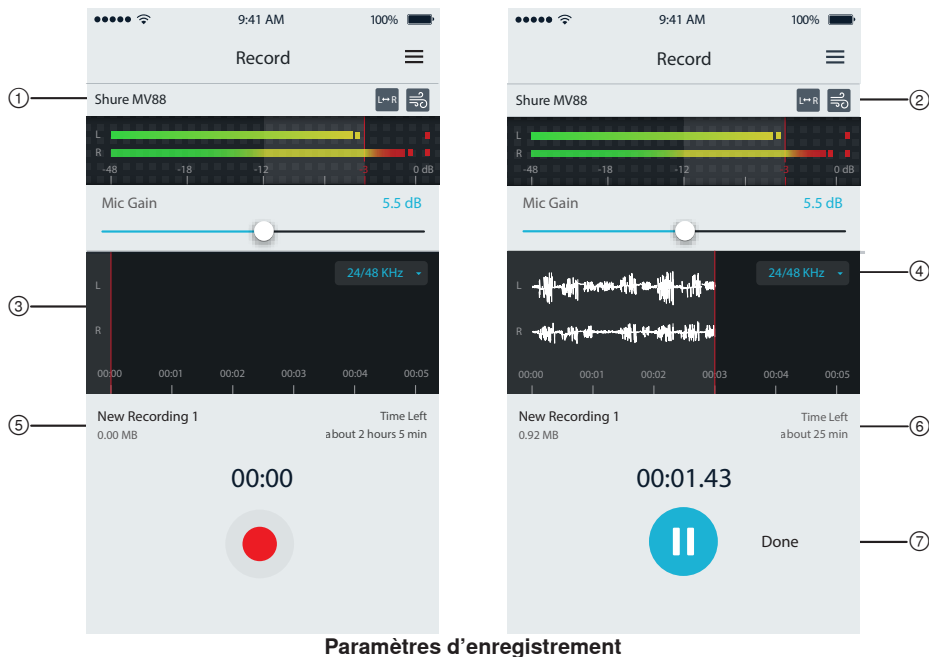 9:41 AM 100%
Record
① Shure MV88 L↔R
L
R
-48 -18 -12 -3 0 dB
Mic Gain 5.5 dB
24/48 KHz
③ L
R
00:00 00:01 00:02 00:03 00:04 00:05
⑤ New Recording 1 Time Left
0.00 MB about 2 hours 5 min
00:00
9:41 AM 100%
Record
Shure MV88 L↔R ②
L
R
-48 -18 -12 -3 0 dB
Mic Gain 5.5 dB
24/48 KHz ④
L
R
00:00 00:01 00:02 00:03 00:04 00:05
New Recording 1 Time Left ⑥
0.92 MB about 25 min
00:01.43
Done ⑦
Paramètres d’enregistrement